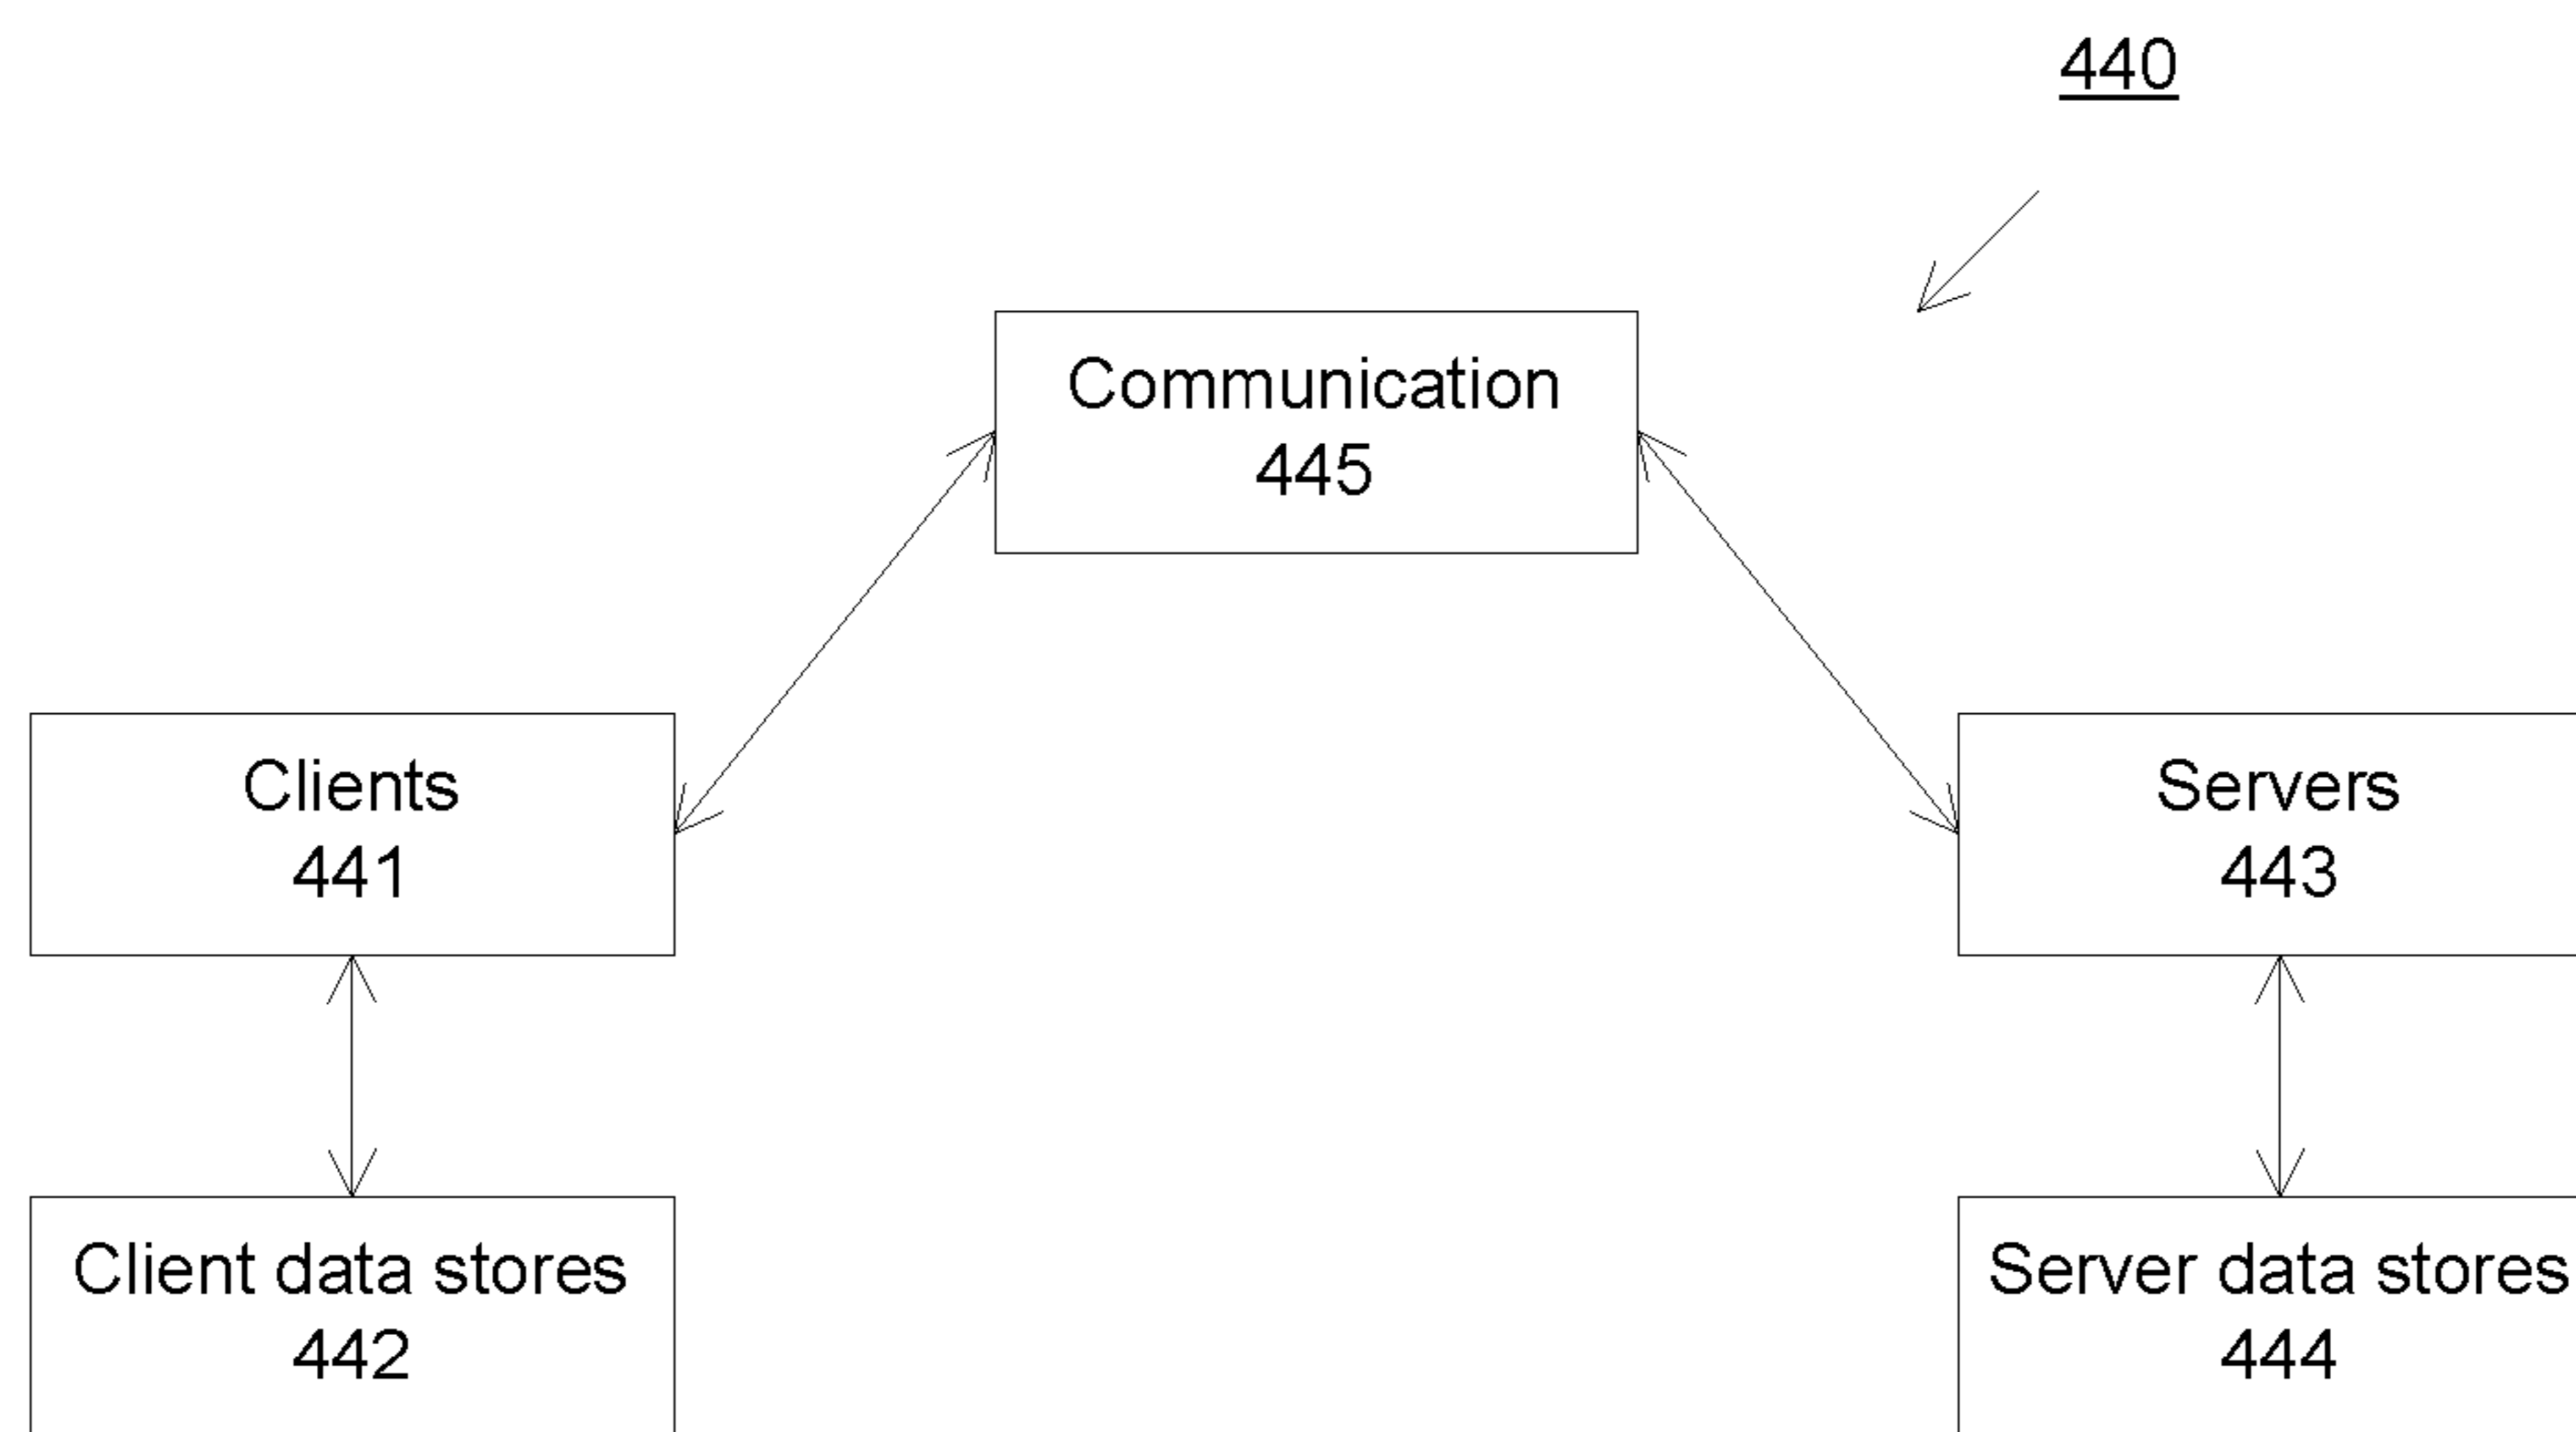 440
Communication
445
Clients
441
Servers
443
Client data stores
442
Server data stores
444